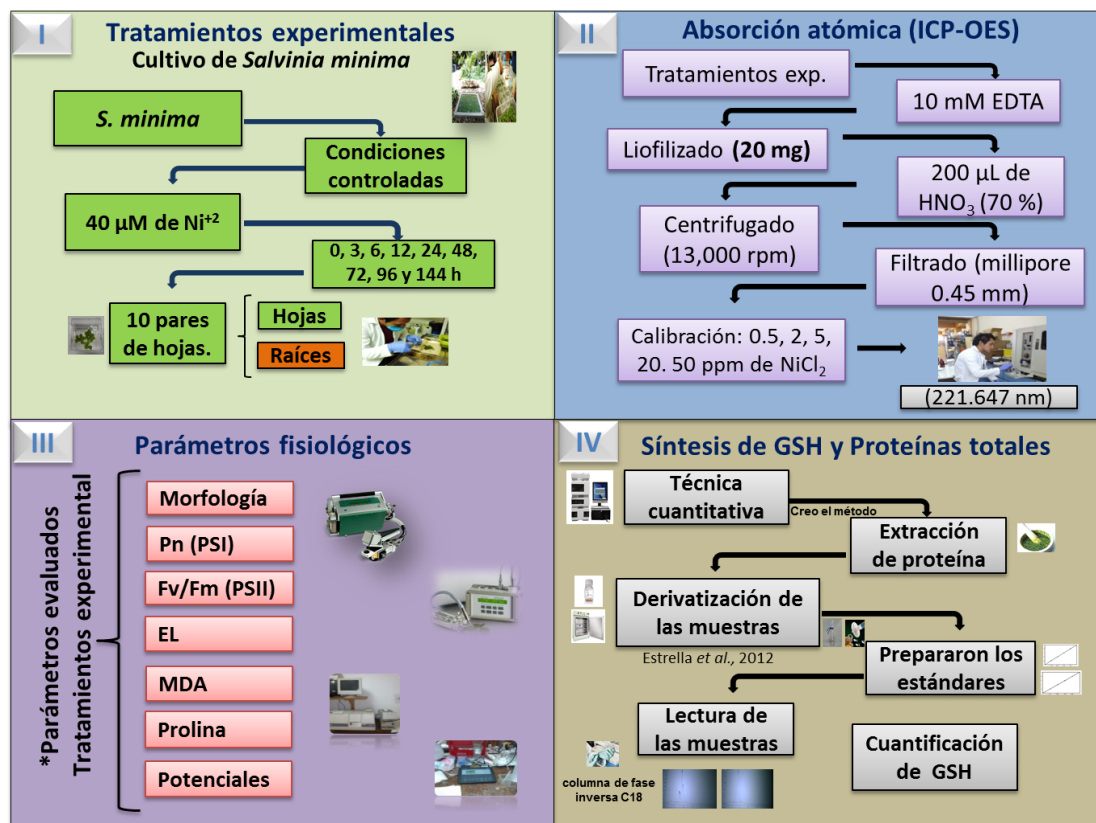 I
Tratamientos experimentales
Cultivo de Salvinia minima
S. minima
Condiciones
controladas
40 µM de Ni+2
0, 3, 6, 12, 24, 48,
72, 96 y 144 h
10 pares
de hojas.
Hojas
Raíces
II
Absorción atómica (ICP-OES)
Tratamientos exp.
10 mM EDTA
Liofilizado (20 mg)
200 µL de
HNO3 (70 %)
Centrifugado
(13,000 rpm)
Filtrado (millipore
0.45 mm)
Calibración: 0.5, 2, 5,
20. 50 ppm de NiCl2
(221.647 nm)
III
Parámetros fisiológicos
*Parámetros evaluados
Tratamiento experimental
Morfología
Pn (PSI)
Fv/Fm (PSII)
EL
MDA
Prolina
Potenciales
IV
Síntesis de GSH y Proteínas totales
Técnica
cuantitativa
Creo el método
Extracción
de proteína
Derivatización de
las muestras
Estrella et al., 2012
Prepararon los
estándares
Lectura de
las muestras
columna de fase
inversa C18
Cuantificación
de GSH